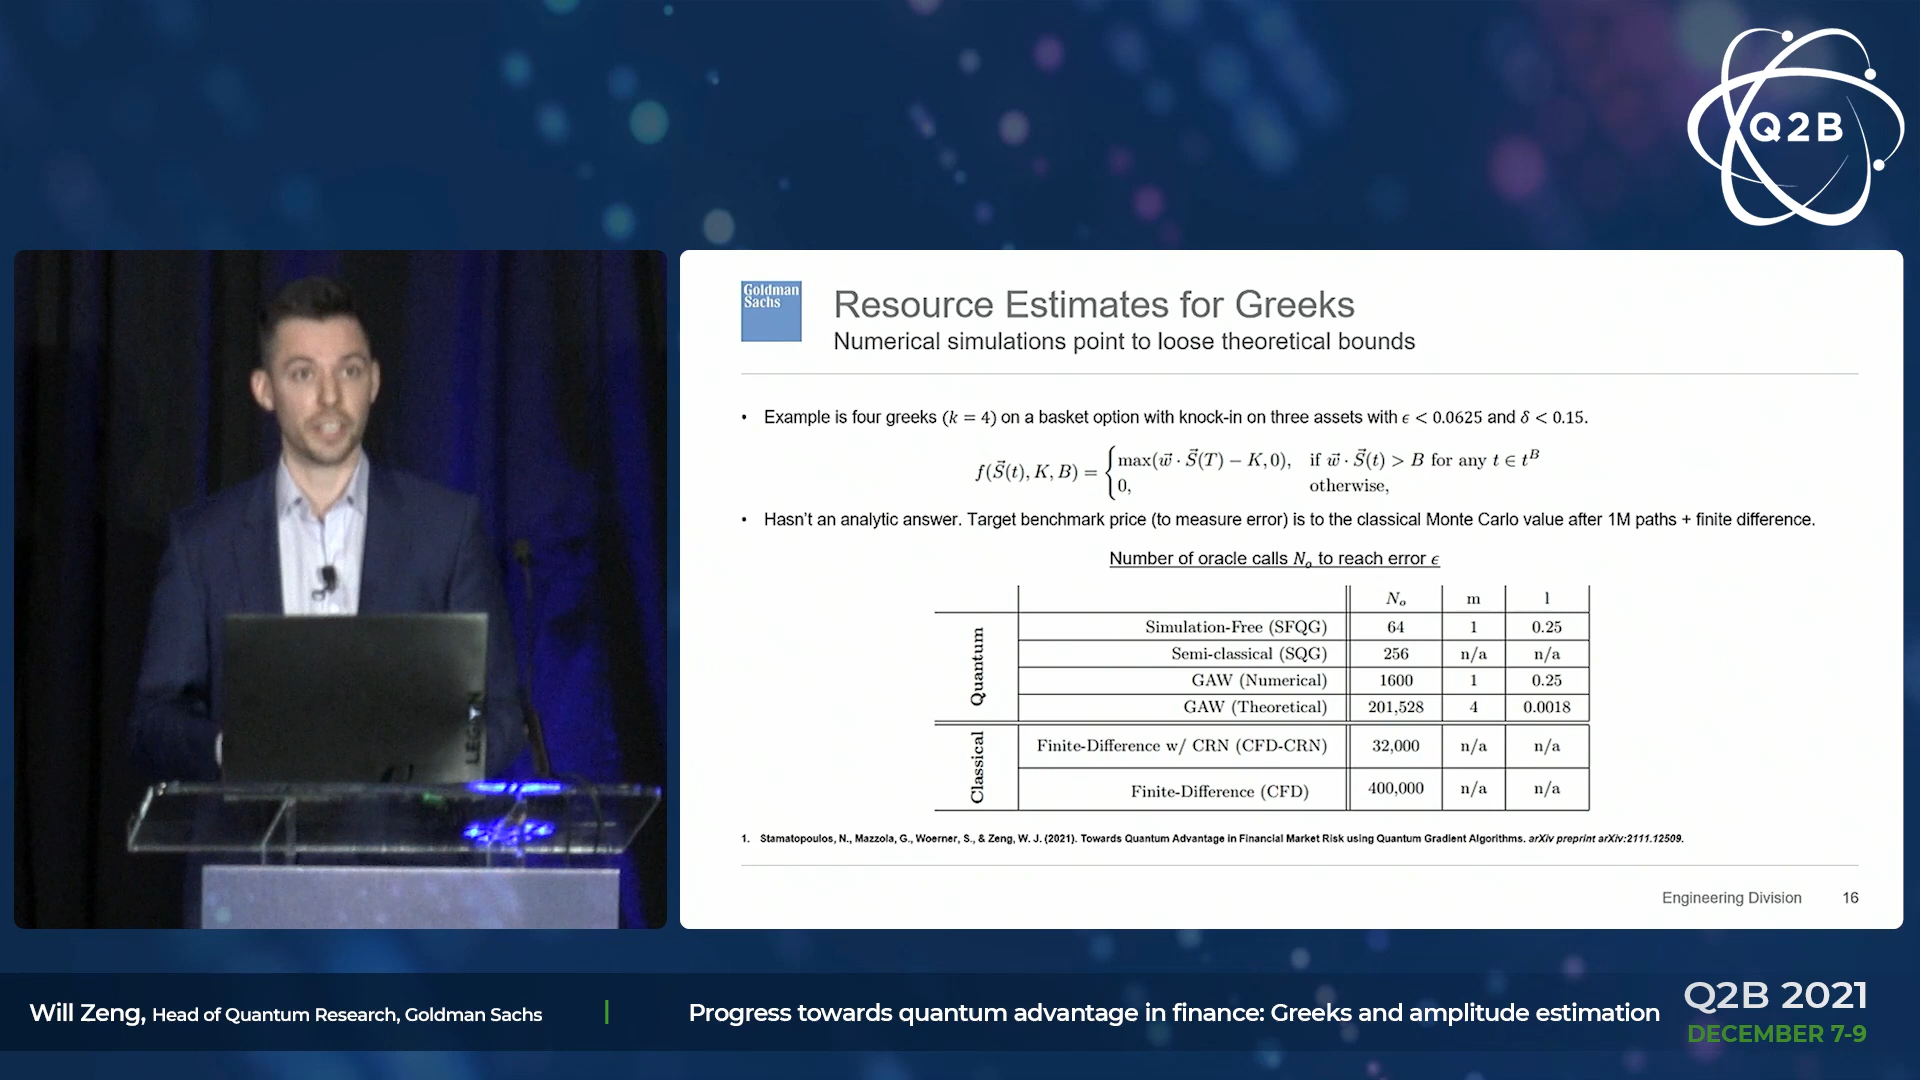 Q2B
Goldman
Sachs
Resource Estimates for Greeks
Numerical simulations point to loose theoretical bounds
• Example is four greeks (k = 4) on a basket option with knock-in on three assets with ϵ < 0.0625 and δ < 0.15.
f(S⃗(t), K, B) = { max(w⃗ · S⃗(T) − K, 0), if w⃗ · S⃗(t) > B for any t ∈ t^B
0, otherwise,
• Hasn't an analytic answer. Target benchmark price (to measure error) is to the classical Monte Carlo value after 1M paths + finite difference.
Number of oracle calls Nₒ to reach error ϵ
Nₒ m l
Quantum
Simulation-Free (SFQG) 64 1 0.25
Semi-classical (SQG) 256 n/a n/a
GAW (Numerical) 1600 1 0.25
GAW (Theoretical) 201,528 4 0.0018
Classical
Finite-Difference w/ CRN (CFD-CRN) 32,000 n/a n/a
Finite-Difference (CFD) 400,000 n/a n/a
1. Stamatopoulos, N., Mazzola, G., Woerner, S., & Zeng, W. J. (2021). Towards Quantum Advantage in Financial Market Risk using Quantum Gradient Algorithms. arXiv preprint arXiv:2111.12509.
Engineering Division 16
LEGION
Will Zeng, Head of Quantum Research, Goldman Sachs | Progress towards quantum advantage in finance: Greeks and amplitude estimation
Q2B 2021
DECEMBER 7-9